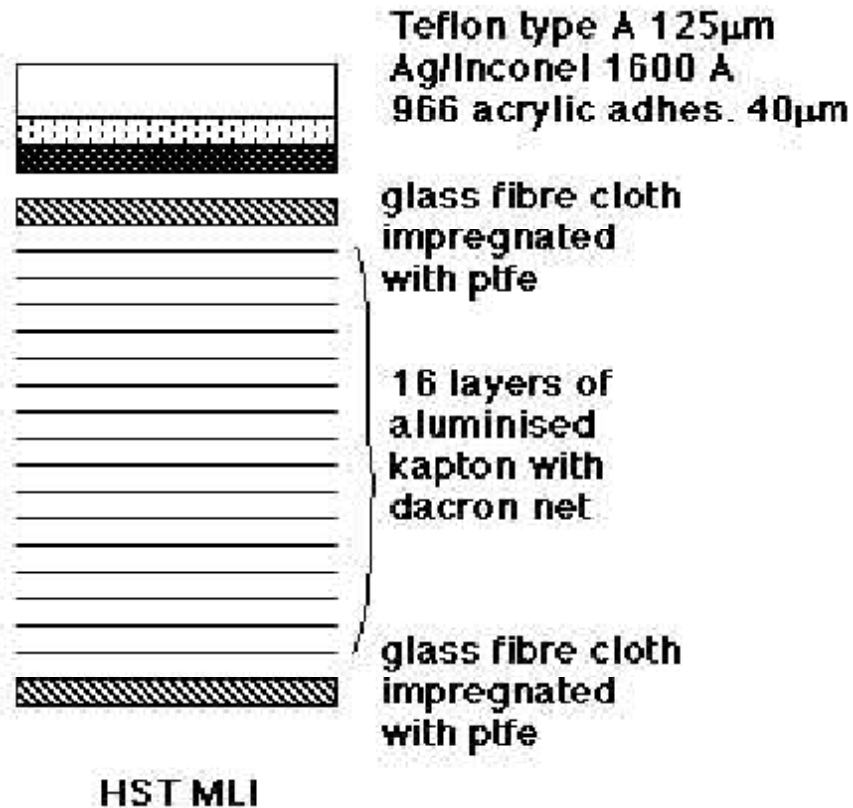 Teflon type A 125µm
Ag/Inconel 1600 A
966 acrylic adhes. 40µm
glass fibre cloth
impregnated
with ptfe
16 layers of
aluminised
kapton with
dacron net
glass fibre cloth
impregnated
with ptfe
HST MLI